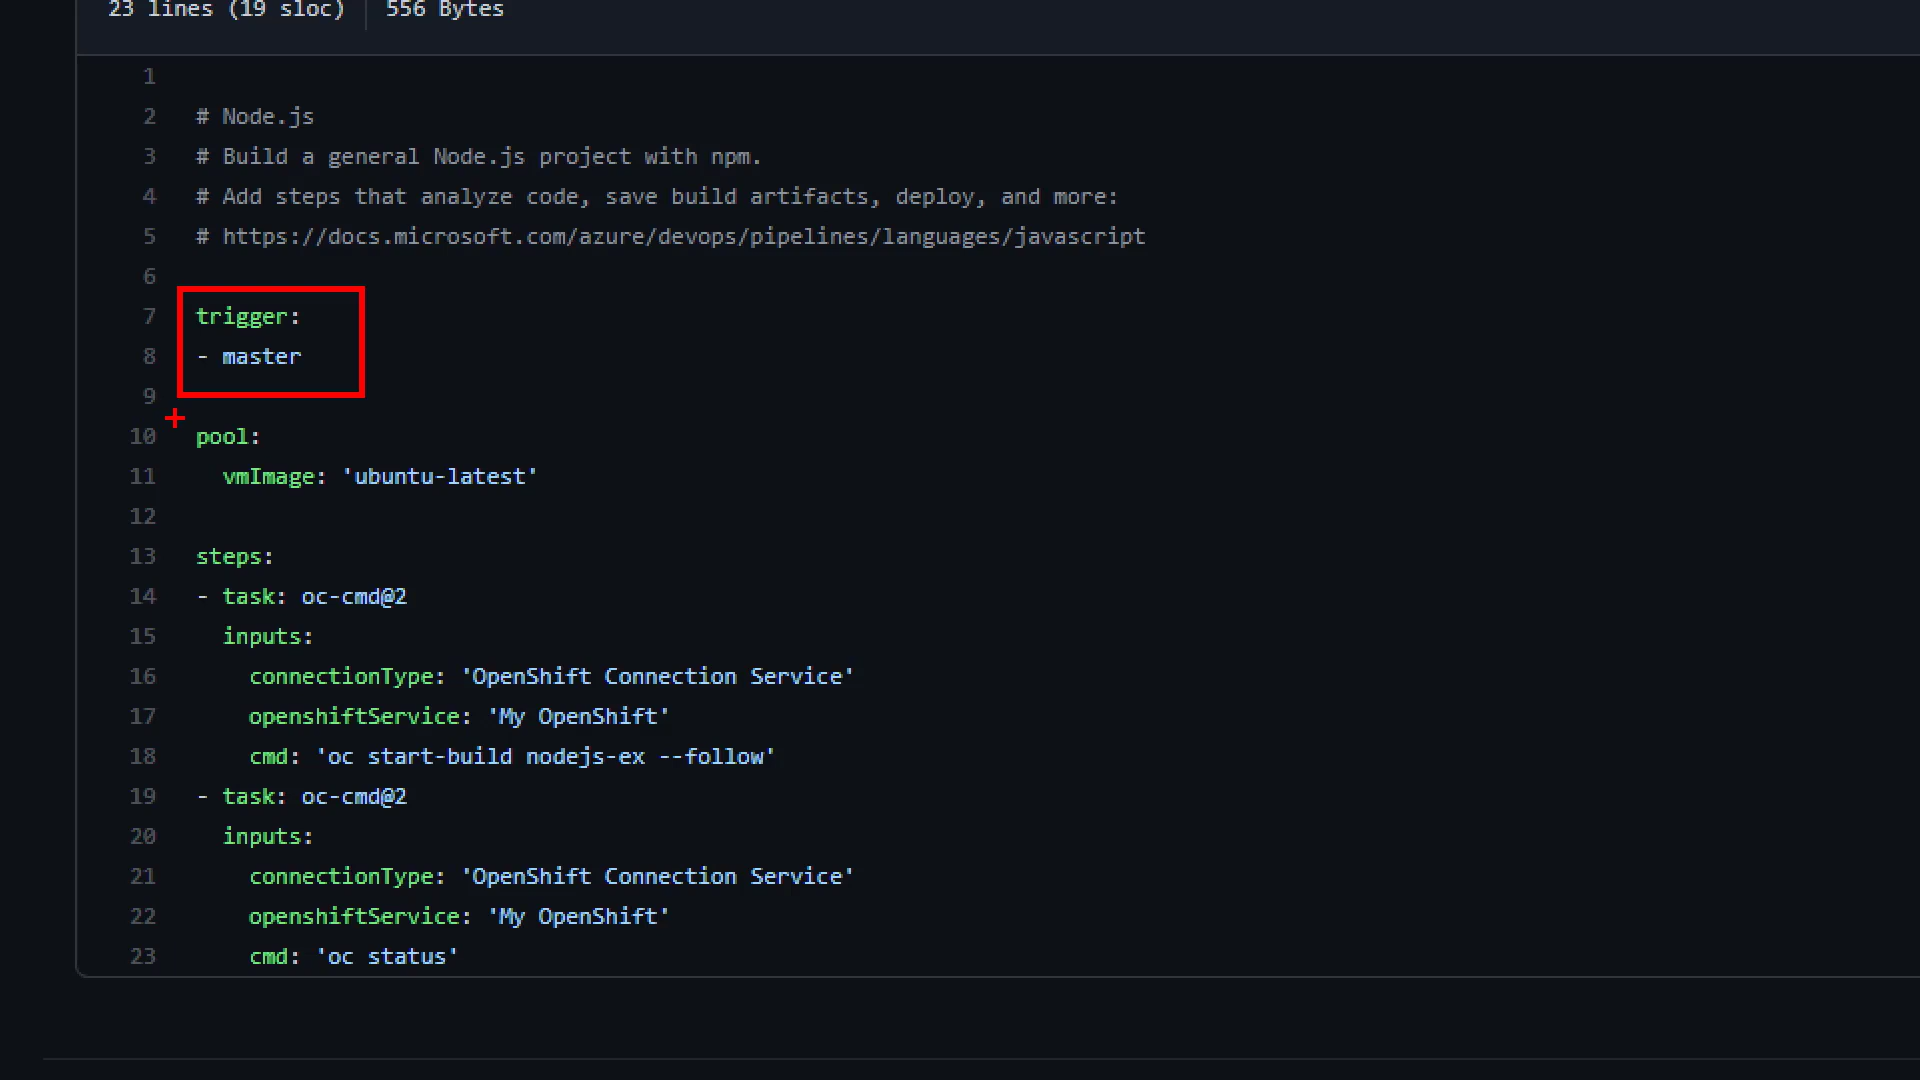 23 lines (19 sloc) 556 Bytes
1
2 # Node.js
3 # Build a general Node.js project with npm.
4 # Add steps that analyze code, save build artifacts, deploy, and more:
5 # https://docs.microsoft.com/azure/devops/pipelines/languages/javascript
6
7 trigger:
8 - master
9
10 pool:
11   vmImage: 'ubuntu-latest'
12
13 steps:
14 - task: oc-cmd@2
15   inputs:
16     connectionType: 'OpenShift Connection Service'
17     openshiftService: 'My OpenShift'
18     cmd: 'oc start-build nodejs-ex --follow'
19 - task: oc-cmd@2
20   inputs:
21     connectionType: 'OpenShift Connection Service'
22     openshiftService: 'My OpenShift'
23     cmd: 'oc status'